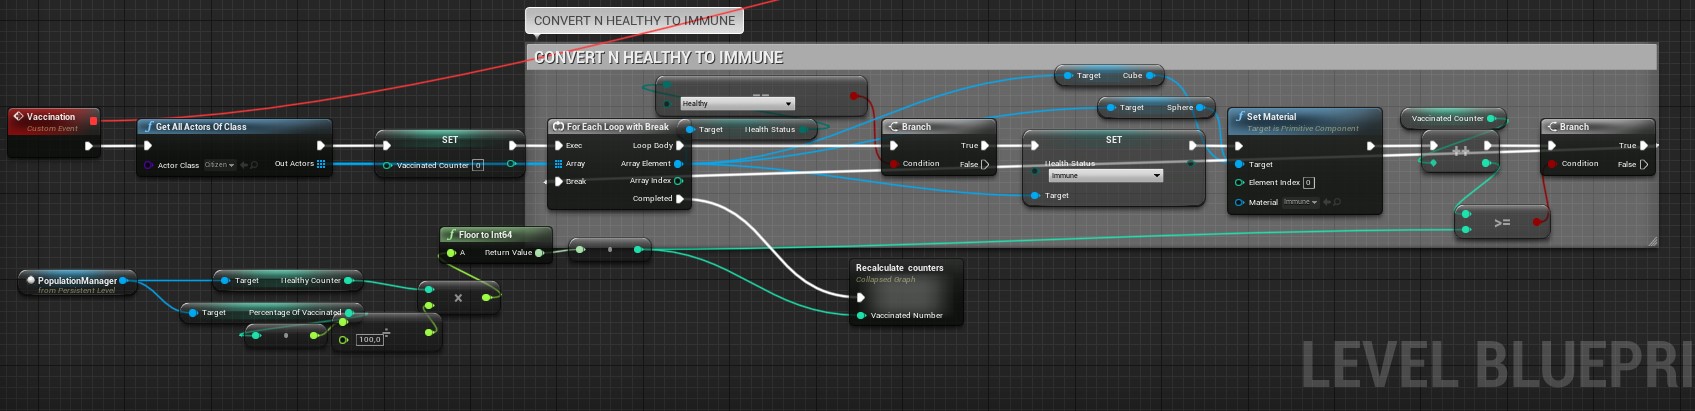 CONVERT N HEALTHY TO IMMUNE
CONVERT N HEALTHY TO IMMUNE
Vaccination
Custom Event
Get All Actors Of Class
Actor Class Citizen
Out Actors
SET
Vaccinated Counter 0
For Each Loop with Break
Exec
Loop Body
Array
Array Element
Break
Array Index
Completed
==
Healthy
Target
Health Status
Branch
True
Condition
False
SET
Health Status
Immune
Target
Target
Cube
Target
Sphere
Set Material
Target is Primitive Component
Target
Element Index 0
Material Immune
Vaccinated Counter
++
>=
Branch
True
Condition
False
Floor to Int64
A
Return Value
PopulationManager
from Persistent Level
Target
Healthy Counter
Target
Percentage Of Vaccinated
×
÷
100,0
Recalculate counters
Collapsed Graph
Vaccinated Number
LEVEL BLUEPRI